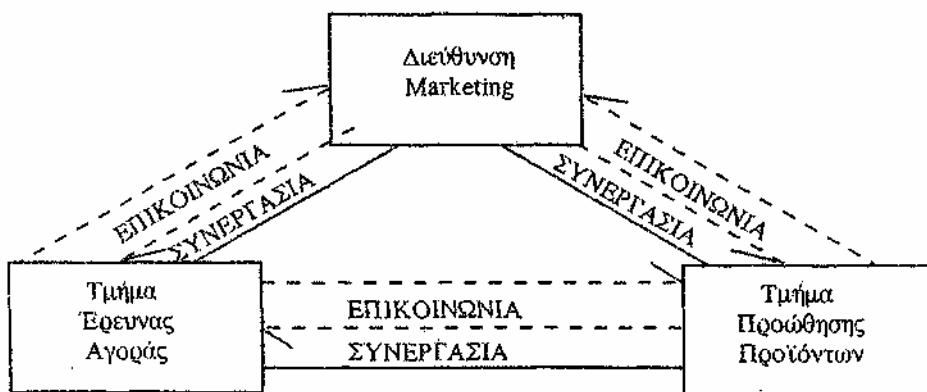 Διεύθυνση
Marketing
ΕΠΙΚΟΙΝΩΝΙΑ
ΣΥΝΕΡΓΑΣΙΑ
ΣΥΝΕΡΓΑΣΙΑ
ΕΠΙΚΟΙΝΩΝΙΑ
Τμήμα
Έρευνας
Αγοράς
ΕΠΙΚΟΙΝΩΝΙΑ
ΣΥΝΕΡΓΑΣΙΑ
Τμήμα
Προώθησης
Προϊόντων